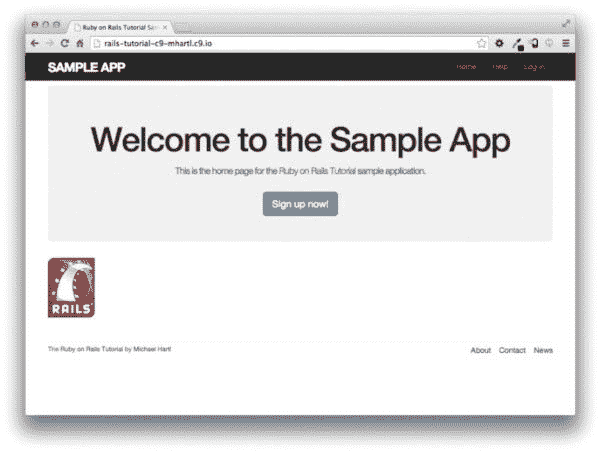 Ruby on Rails Tutorial Sam
rails-tutorial-c9-mhartl.c9.io
SAMPLE APP Home Help Log in
Welcome to the Sample App
This is the home page for the Ruby on Rails Tutorial sample application.
Sign up now!
RAILS
The Ruby on Rails Tutorial by Michael Hartl About Contact News